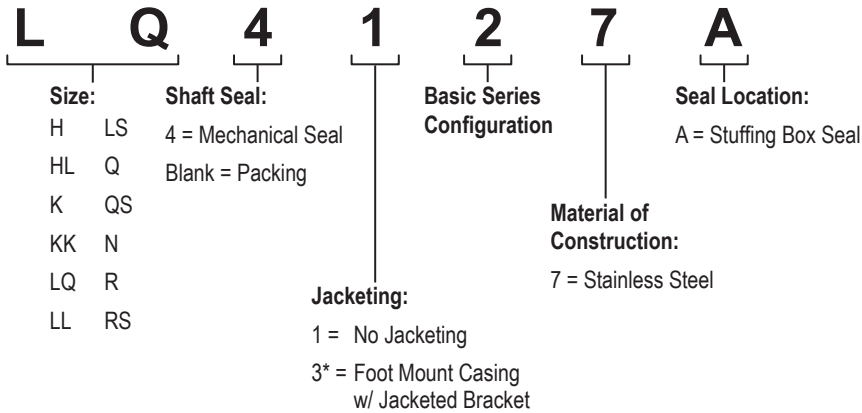 L Q 4 1 2 7 A
Size:
H LS
HL Q
K QS
KK N
LQ R
LL RS
Shaft Seal:
4 = Mechanical Seal
Blank = Packing
Jacketing:
1 = No Jacketing
3* = Foot Mount Casing
w/ Jacketed Bracket
Basic Series
Configuration
Material of
Construction:
7 = Stainless Steel
Seal Location:
A = Stuffing Box Seal